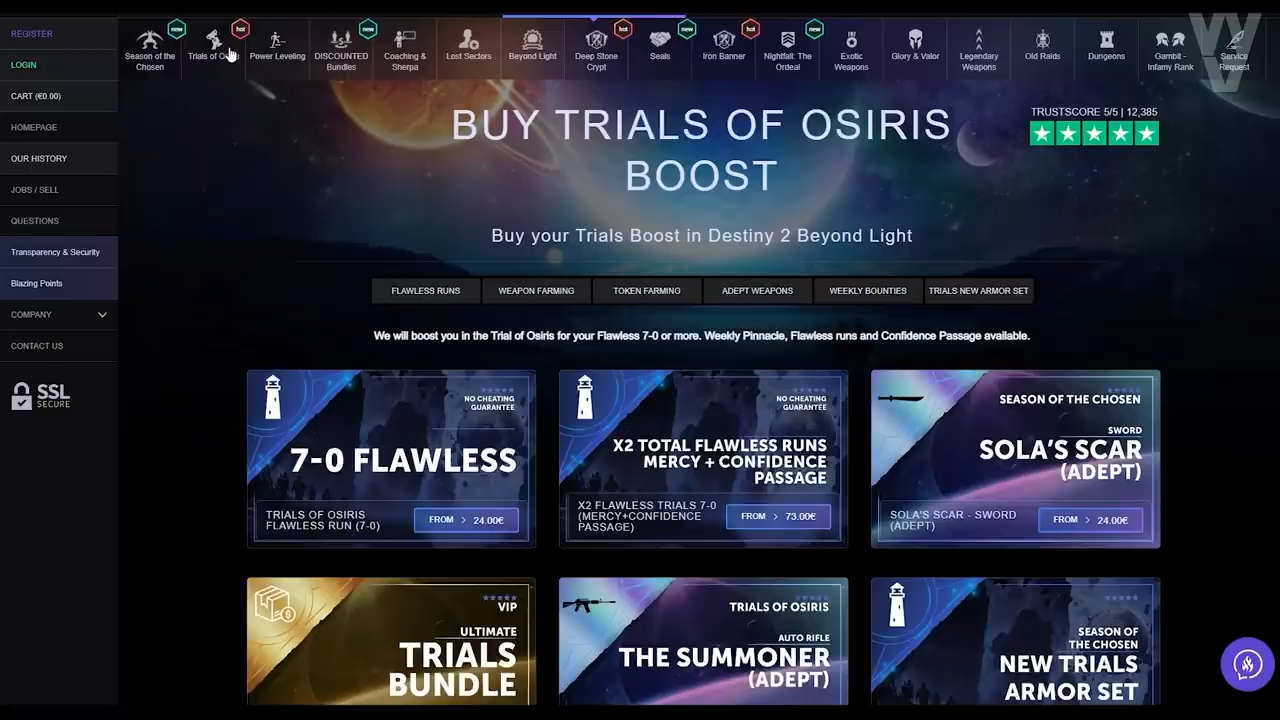 REGISTER
LOGIN
CART (€0.00)
HOMEPAGE
OUR HISTORY
JOBS / SELL
QUESTIONS
Transparency & Security
Blazing Points
COMPANY
CONTACT US
SSL
SECURE
new
hot
new
hot
new
hot
new
Season of the
Chosen
Trials of
Power Leveling
DISCOUNTED
Bundles
Coaching &
Sherpa
Lost Sectors
Beyond Light
Deep Stone
Crypt
Seals
Iron Banner
Nightfall: The
Ordeal
Exotic
Weapons
Glory & Valor
Legendary
Weapons
Old Raids
Dungeons
Gambit -
Infamy Rank
Service
Request
BUY TRIALS OF OSIRIS
BOOST
TRUSTSCORE 5/5 | 12,385
Buy your Trials Boost in Destiny 2 Beyond Light
FLAWLESS RUNS
WEAPON FARMING
TOKEN FARMING
ADEPT WEAPONS
WEEKLY BOUNTIES
TRIALS NEW ARMOR SET
We will boost you in the Trial of Osiris for your Flawless 7-0 or more. Weekly Pinnacle, Flawless runs and Confidence Passage available.
NO CHEATING
GUARANTEE
7-0 FLAWLESS
TRIALS OF OSIRIS
FLAWLESS RUN (7-0)
FROM > 24.00€
NO CHEATING
GUARANTEE
X2 TOTAL FLAWLESS RUNS
MERCY + CONFIDENCE
PASSAGE
X2 FLAWLESS TRIALS 7-0
(MERCY+CONFIDENCE
PASSAGE)
FROM > 73.00€
SEASON OF THE CHOSEN
SWORD
SOLA'S SCAR
(ADEPT)
SOLA'S SCAR - SWORD
(ADEPT)
FROM > 24.00€
VIP
ULTIMATE
TRIALS
BUNDLE
TRIALS OF OSIRIS
AUTO RIFLE
THE SUMMONER
(ADEPT)
SEASON OF
THE CHOSEN
NEW TRIALS
ARMOR SET